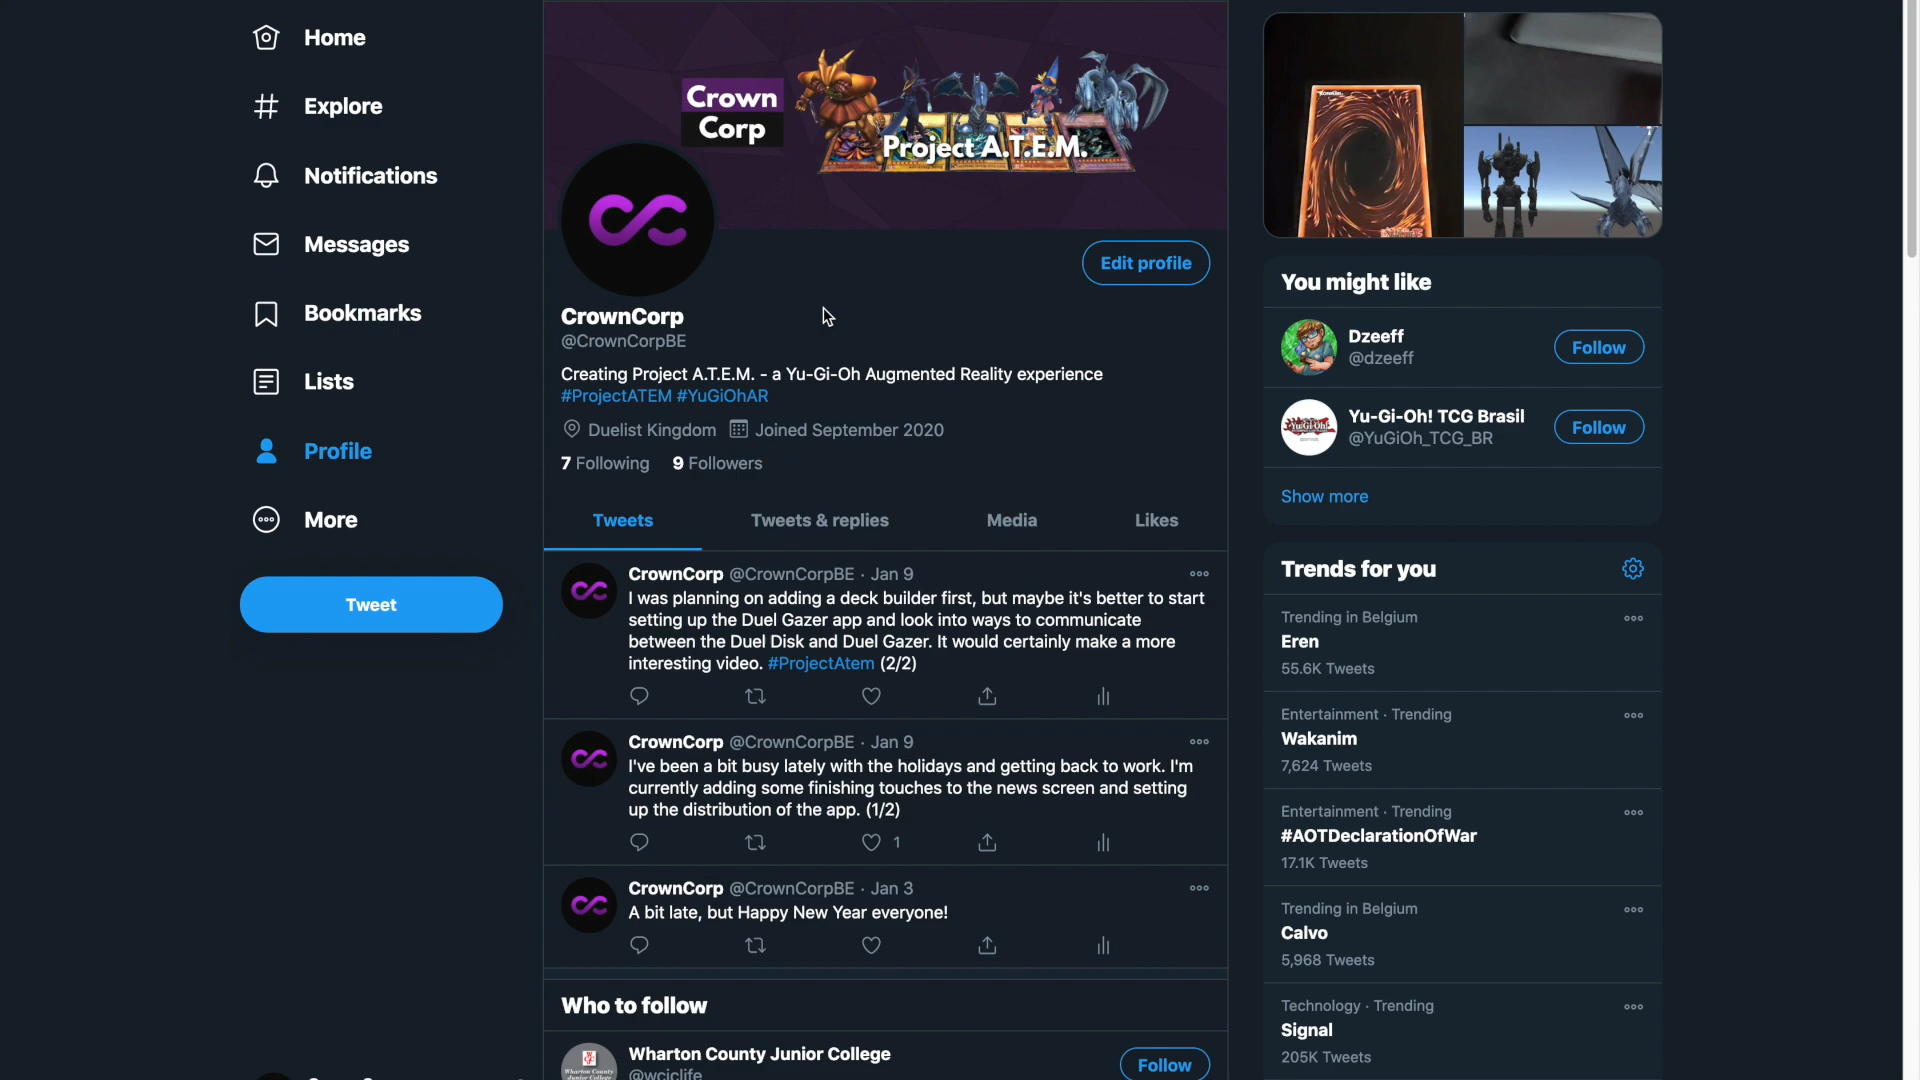 Home
Explore
Notifications
Messages
Bookmarks
Lists
Profile
More
Tweet
Crown
Corp
Project A.T.E.M.
Edit profile
CrownCorp
@CrownCorpBE
Creating Project A.T.E.M. - a Yu-Gi-Oh Augmented Reality experience
#ProjectATEM #YuGiOhAR
Duelist Kingdom Joined September 2020
7 Following 9 Followers
Tweets Tweets & replies Media Likes
CrownCorp @CrownCorpBE · Jan 9
I was planning on adding a deck builder first, but maybe it's better to start
setting up the Duel Gazer app and look into ways to communicate
between the Duel Disk and Duel Gazer. It would certainly make a more
interesting video. #ProjectAtem (2/2)
CrownCorp @CrownCorpBE · Jan 9
I've been a bit busy lately with the holidays and getting back to work. I'm
currently adding some finishing touches to the news screen and setting
up the distribution of the app. (1/2)
1
CrownCorp @CrownCorpBE · Jan 3
A bit late, but Happy New Year everyone!
Who to follow
Wharton County Junior College
@wcjclife
Follow
Wharton County
Junior College
KONAMI
You might like
Dzeeff
@dzeeff
Follow
Yu-Gi-Oh!
Yu-Gi-Oh! TCG Brasil
@YuGiOh_TCG_BR
Follow
Show more
Trends for you
Trending in Belgium
Eren
55.6K Tweets
Entertainment · Trending
Wakanim
7,624 Tweets
Entertainment · Trending
#AOTDeclarationOfWar
17.1K Tweets
Trending in Belgium
Calvo
5,968 Tweets
Technology · Trending
Signal
205K Tweets